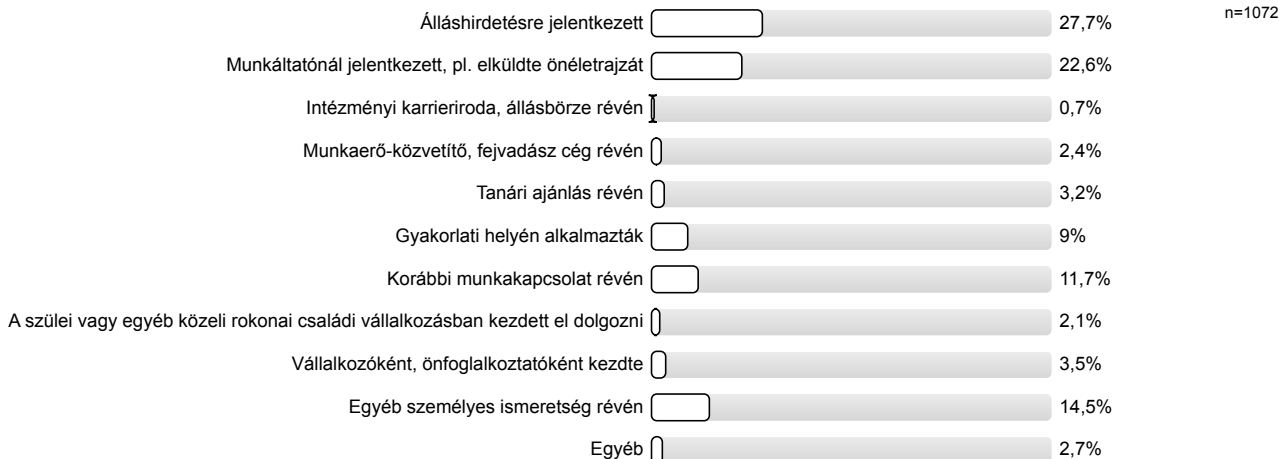 n=1072
Álláshirdetésre jelentkezett 27,7%
Munkáltatónál jelentkezett, pl. elküldte önéletrajzát 22,6%
Intézményi karrieriroda, állásbörze révén 0,7%
Munkaerő-közvetítő, fejvadász cég révén 2,4%
Tanári ajánlás révén 3,2%
Gyakorlati helyén alkalmazták 9%
Korábbi munkakapcsolat révén 11,7%
A szülei vagy egyéb közeli rokonai családi vállalkozásban kezdett el dolgozni 2,1%
Vállalkozóként, önfoglalkoztatóként kezdte 3,5%
Egyéb személyes ismeretség révén 14,5%
Egyéb 2,7%